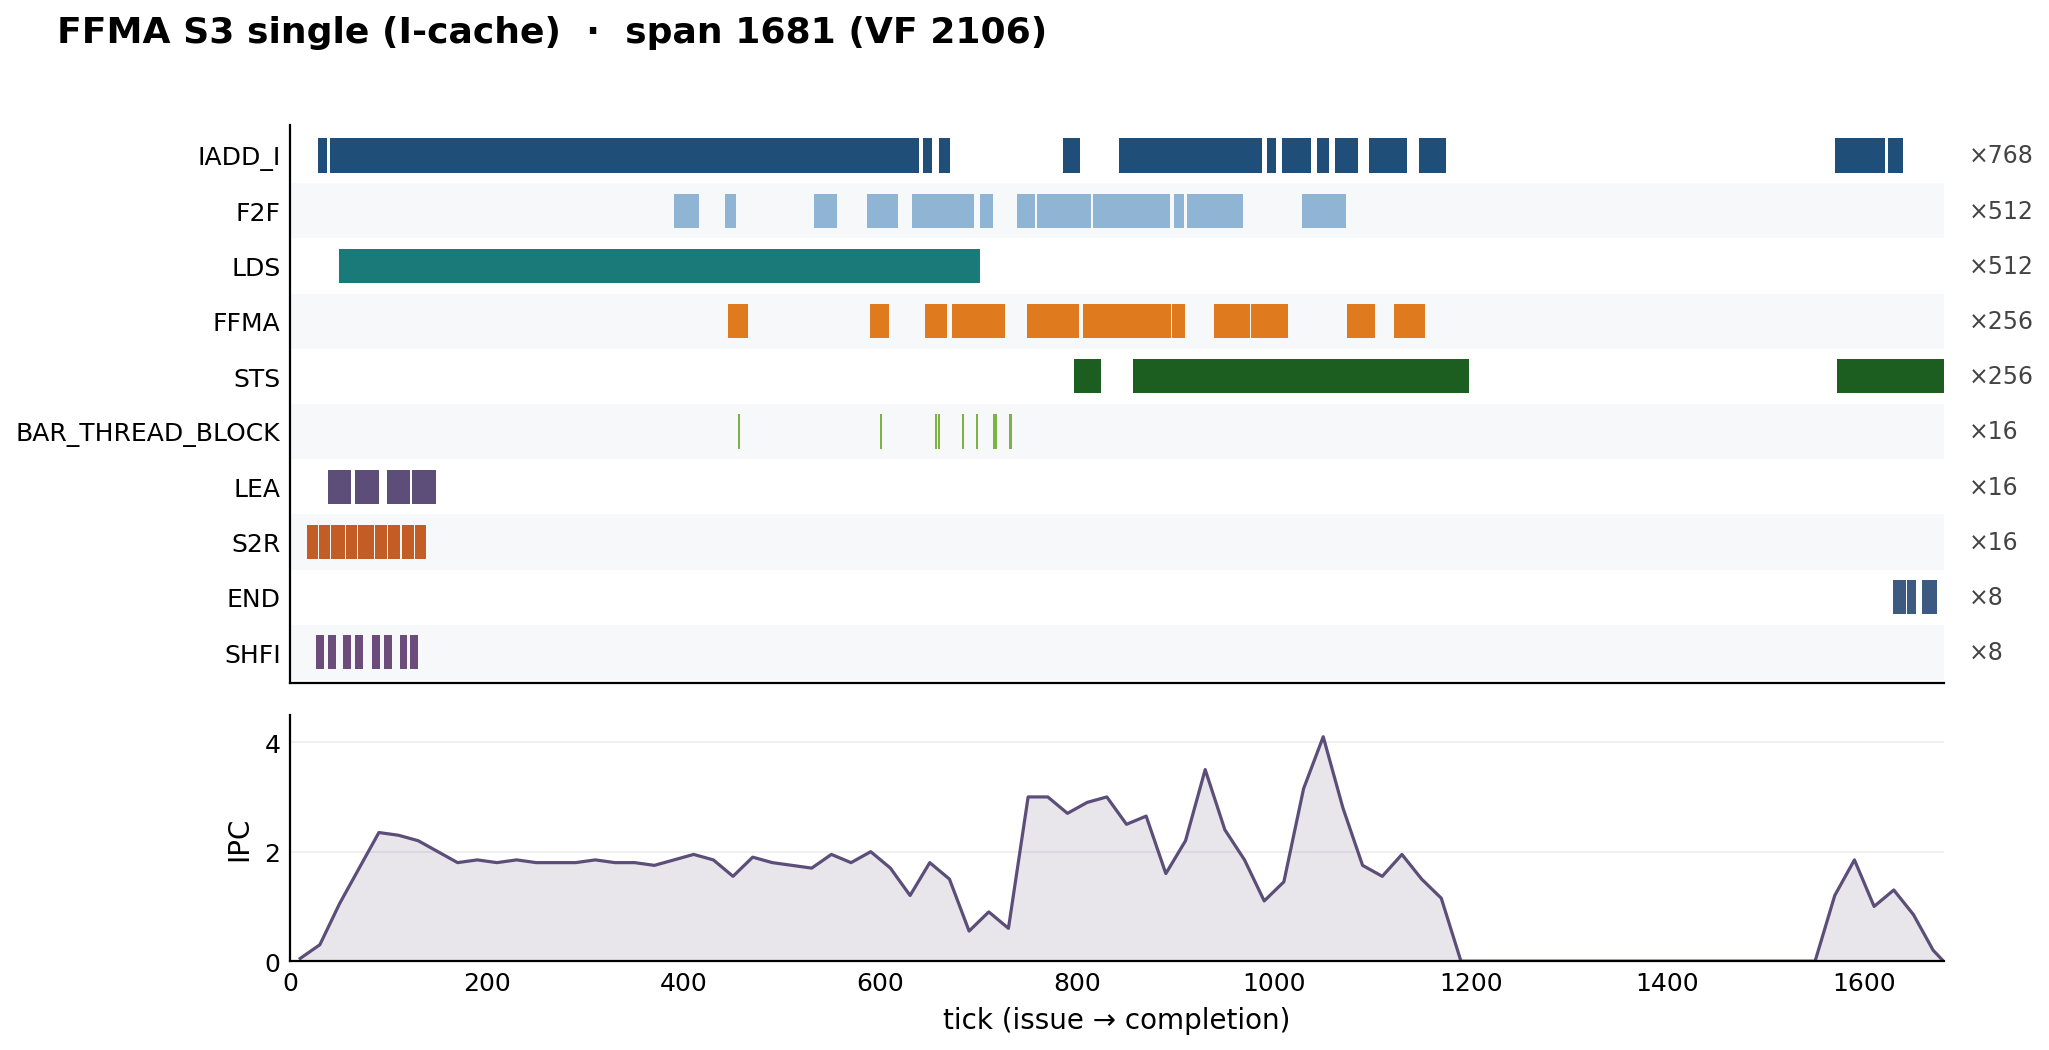 FFMA S3 single (I-cache) · span 1681 (VF 2106)
IADD_I ×768
F2F ×512
LDS ×512
FFMA ×256
STS ×256
BAR_THREAD_BLOCK ×16
LEA ×16
S2R ×16
END ×8
SHFI ×8
IPC
4
2
0
0 200 400 600 800 1000 1200 1400 1600
tick (issue → completion)